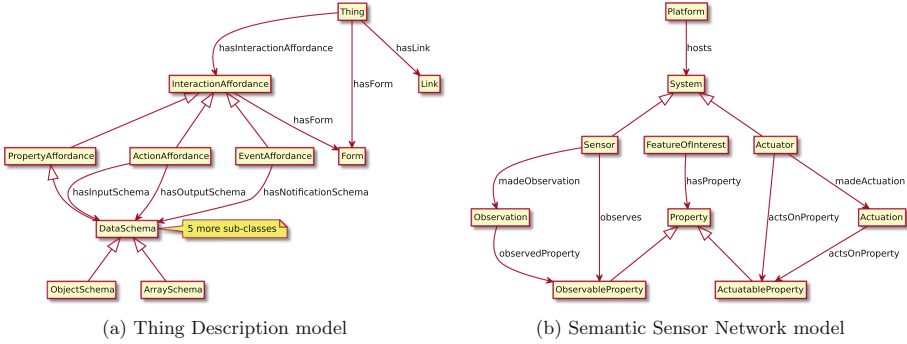 Thing
Platform
hasInteractionAffordance
hasLink
hosts
InteractionAffordance
hasForm
Link
System
hasForm
PropertyAffordance
ActionAffordance
EventAffordance
Form
Sensor
FeatureOfInterest
Actuator
hasInputSchema
hasOutputSchema
hasNotificationSchema
madeObservation
hasProperty
madeActuation
DataSchema
5 more sub-classes
Observation
observes
Property
actsOnProperty
Actuation
observedProperty
actsOnProperty
ObjectSchema
ArraySchema
ObservableProperty
ActuatableProperty
(a) Thing Description model
(b) Semantic Sensor Network model